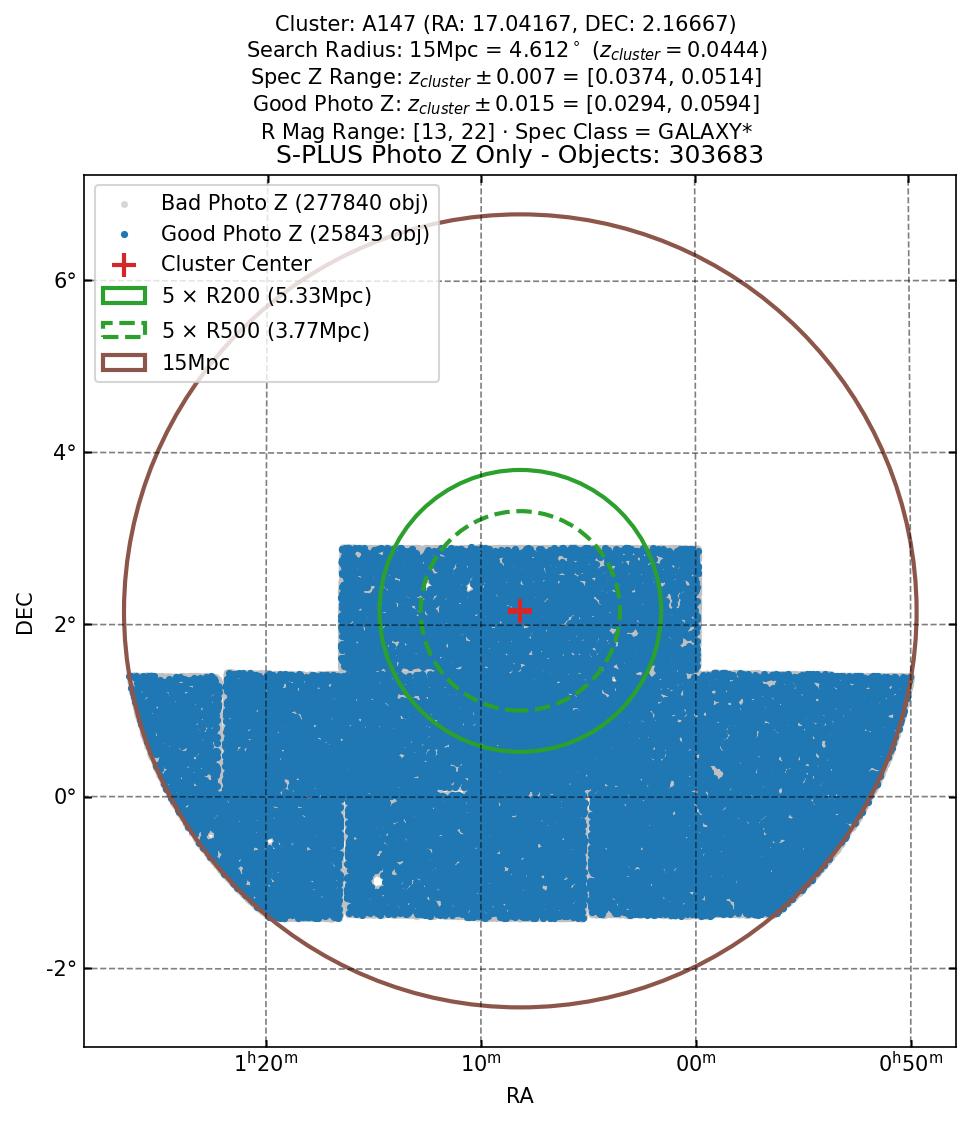 Cluster: A147 (RA: 17.04167, DEC: 2.16667)
Search Radius: 15Mpc = 4.612° (z_cluster = 0.0444)
Spec Z Range: z_cluster ± 0.007 = [0.0374, 0.0514]
Good Photo Z: z_cluster ± 0.015 = [0.0294, 0.0594]
R Mag Range: [13, 22] · Spec Class = GALAXY*
S-PLUS Photo Z Only - Objects: 303683
Bad Photo Z (277840 obj)
Good Photo Z (25843 obj)
Cluster Center
5 × R200 (5.33Mpc)
5 × R500 (3.77Mpc)
15Mpc
6°
4°
2°
0°
-2°
DEC
1ʰ20ᵐ
10ᵐ
00ᵐ
0ʰ50ᵐ
RA